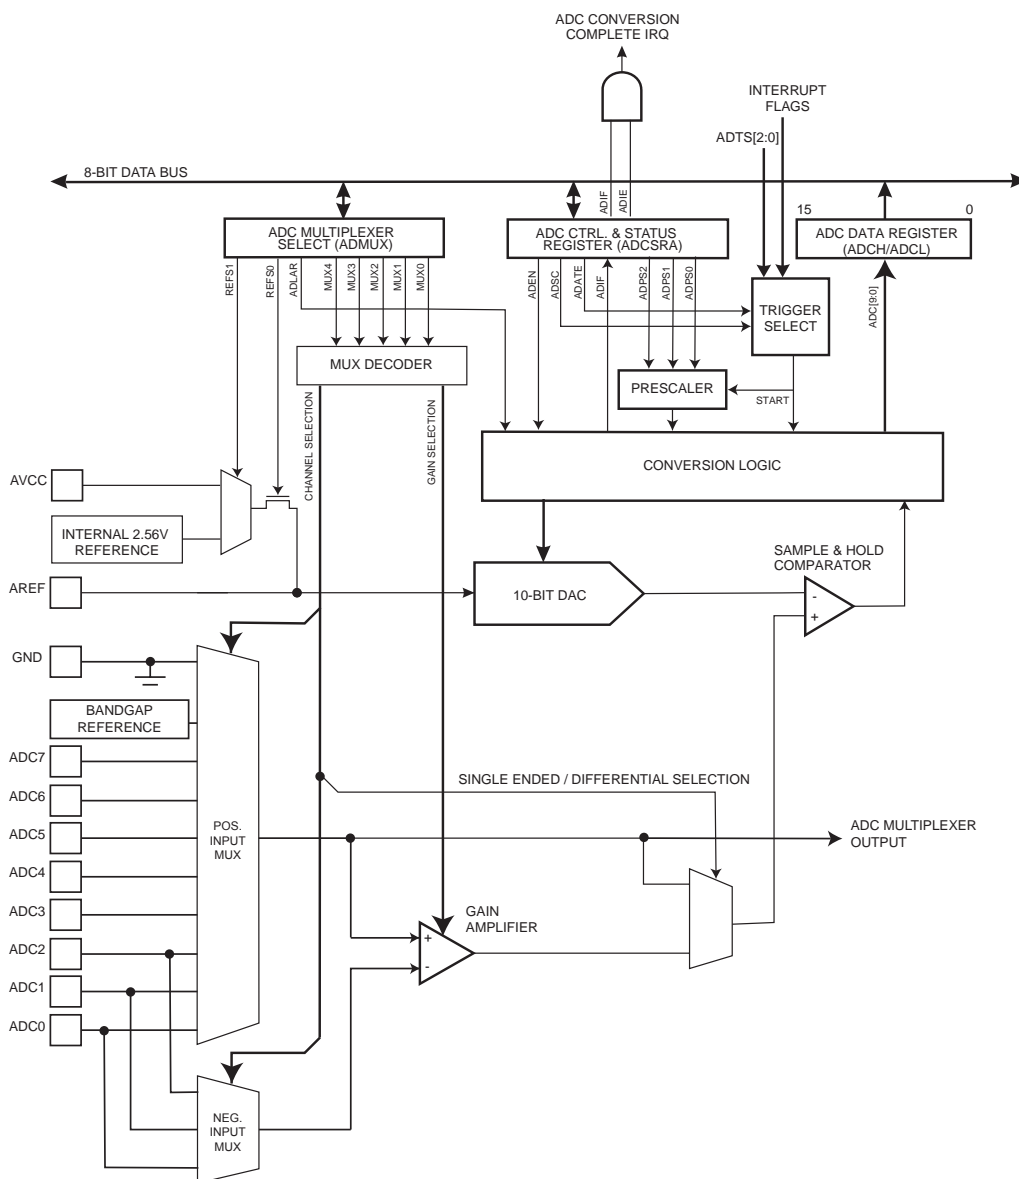 ADC CONVERSION
COMPLETE IRQ
INTERRUPT
FLAGS
ADTS[2:0]
8-BIT DATA BUS
ADIF
ADIE
15
0
ADC MULTIPLEXER
SELECT (ADMUX)
ADC CTRL. & STATUS
REGISTER (ADCSRA)
ADC DATA REGISTER
(ADCH/ADCL)
REFS1
REFS0
ADLAR
MUX4
MUX3
MUX2
MUX1
MUX0
ADEN
ADSC
ADATE
ADIF
ADPS2
ADPS1
ADPS0
ADC[9:0]
TRIGGER
SELECT
MUX DECODER
PRESCALER
START
CHANNEL SELECTION
GAIN SELECTION
CONVERSION LOGIC
AVCC
INTERNAL 2.56V
REFERENCE
SAMPLE & HOLD
COMPARATOR
AREF
10-BIT DAC
-
+
GND
BANDGAP
REFERENCE
ADC7
SINGLE ENDED / DIFFERENTIAL SELECTION
ADC6
ADC5
POS.
INPUT
MUX
ADC MULTIPLEXER
OUTPUT
ADC4
ADC3
GAIN
AMPLIFIER
+
-
ADC2
ADC1
ADC0
NEG.
INPUT
MUX